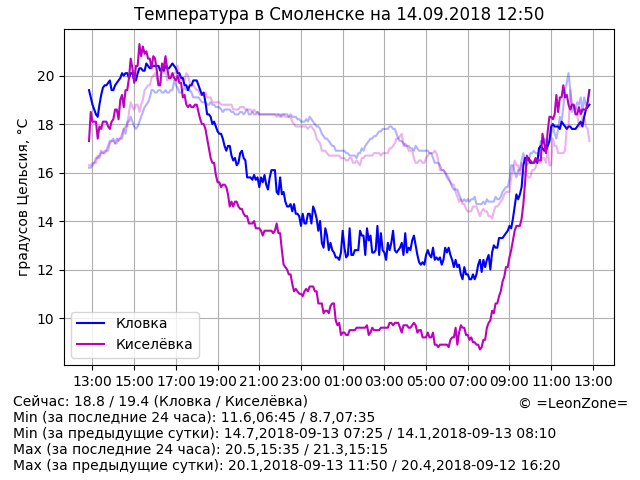 Температура в Смоленске на 14.09.2018 12:50
градусов Цельсия, °C
20
18
16
14
12
10
Кловка
Киселёвка
13:00 15:00 17:00 19:00 21:00 23:00 01:00 03:00 05:00 07:00 09:00 11:00 13:00
Сейчас: 18.8 / 19.4 (Кловка / Киселёвка)
© =LeonZone=
Min (за последние 24 часа): 11.6,06:45 / 8.7,07:35
Min (за предыдущие сутки): 14.7,2018-09-13 07:25 / 14.1,2018-09-13 08:10
Max (за последние 24 часа): 20.5,15:35 / 21.3,15:15
Max (за предыдущие сутки): 20.1,2018-09-13 11:50 / 20.4,2018-09-12 16:20